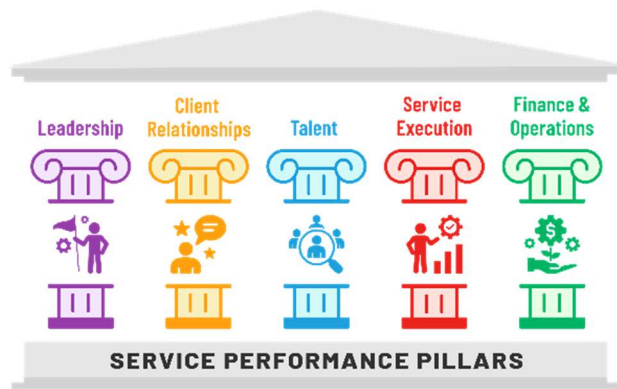 Leadership
Client
Relationships
Talent
Service
Execution
Finance &
Operations
$
SERVICE PERFORMANCE PILLARS